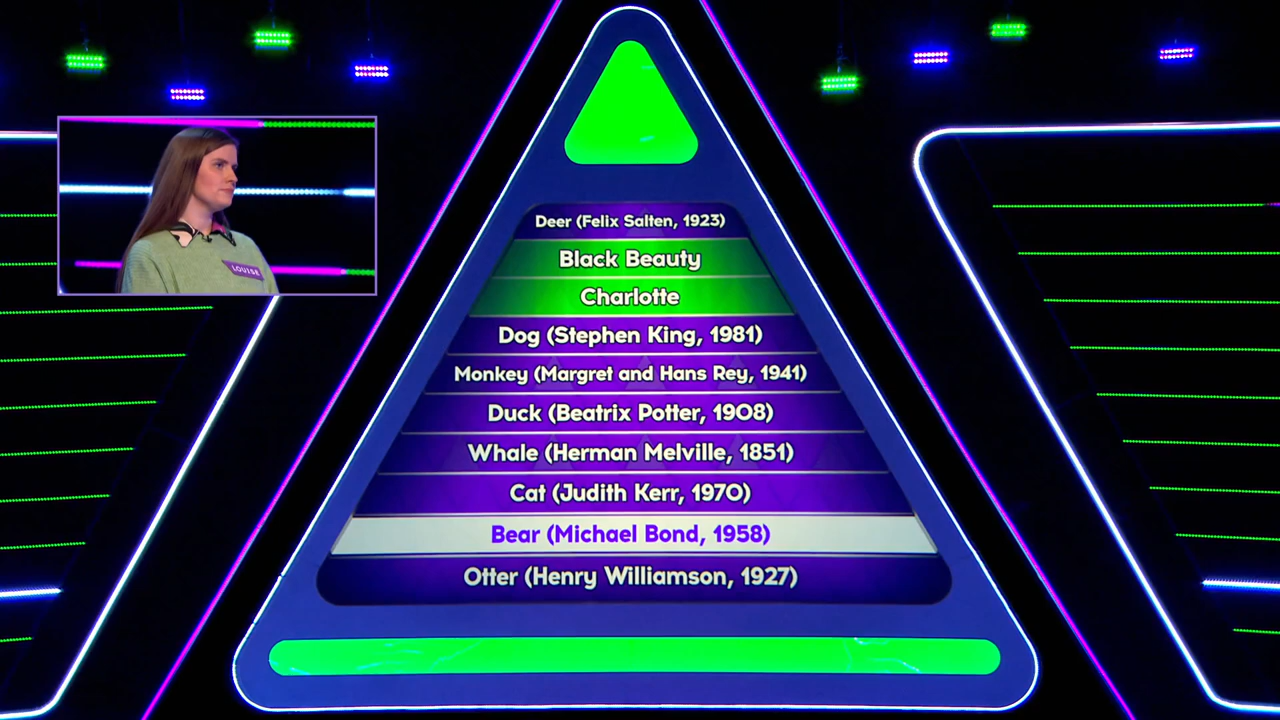 LOUISE
Deer (Felix Salten, 1923)
Black Beauty
Charlotte
Dog (Stephen King, 1981)
Monkey (Margret and Hans Rey, 1941)
Duck (Beatrix Potter, 1908)
Whale (Herman Melville, 1851)
Cat (Judith Kerr, 1970)
Bear (Michael Bond, 1958)
Otter (Henry Williamson, 1927)